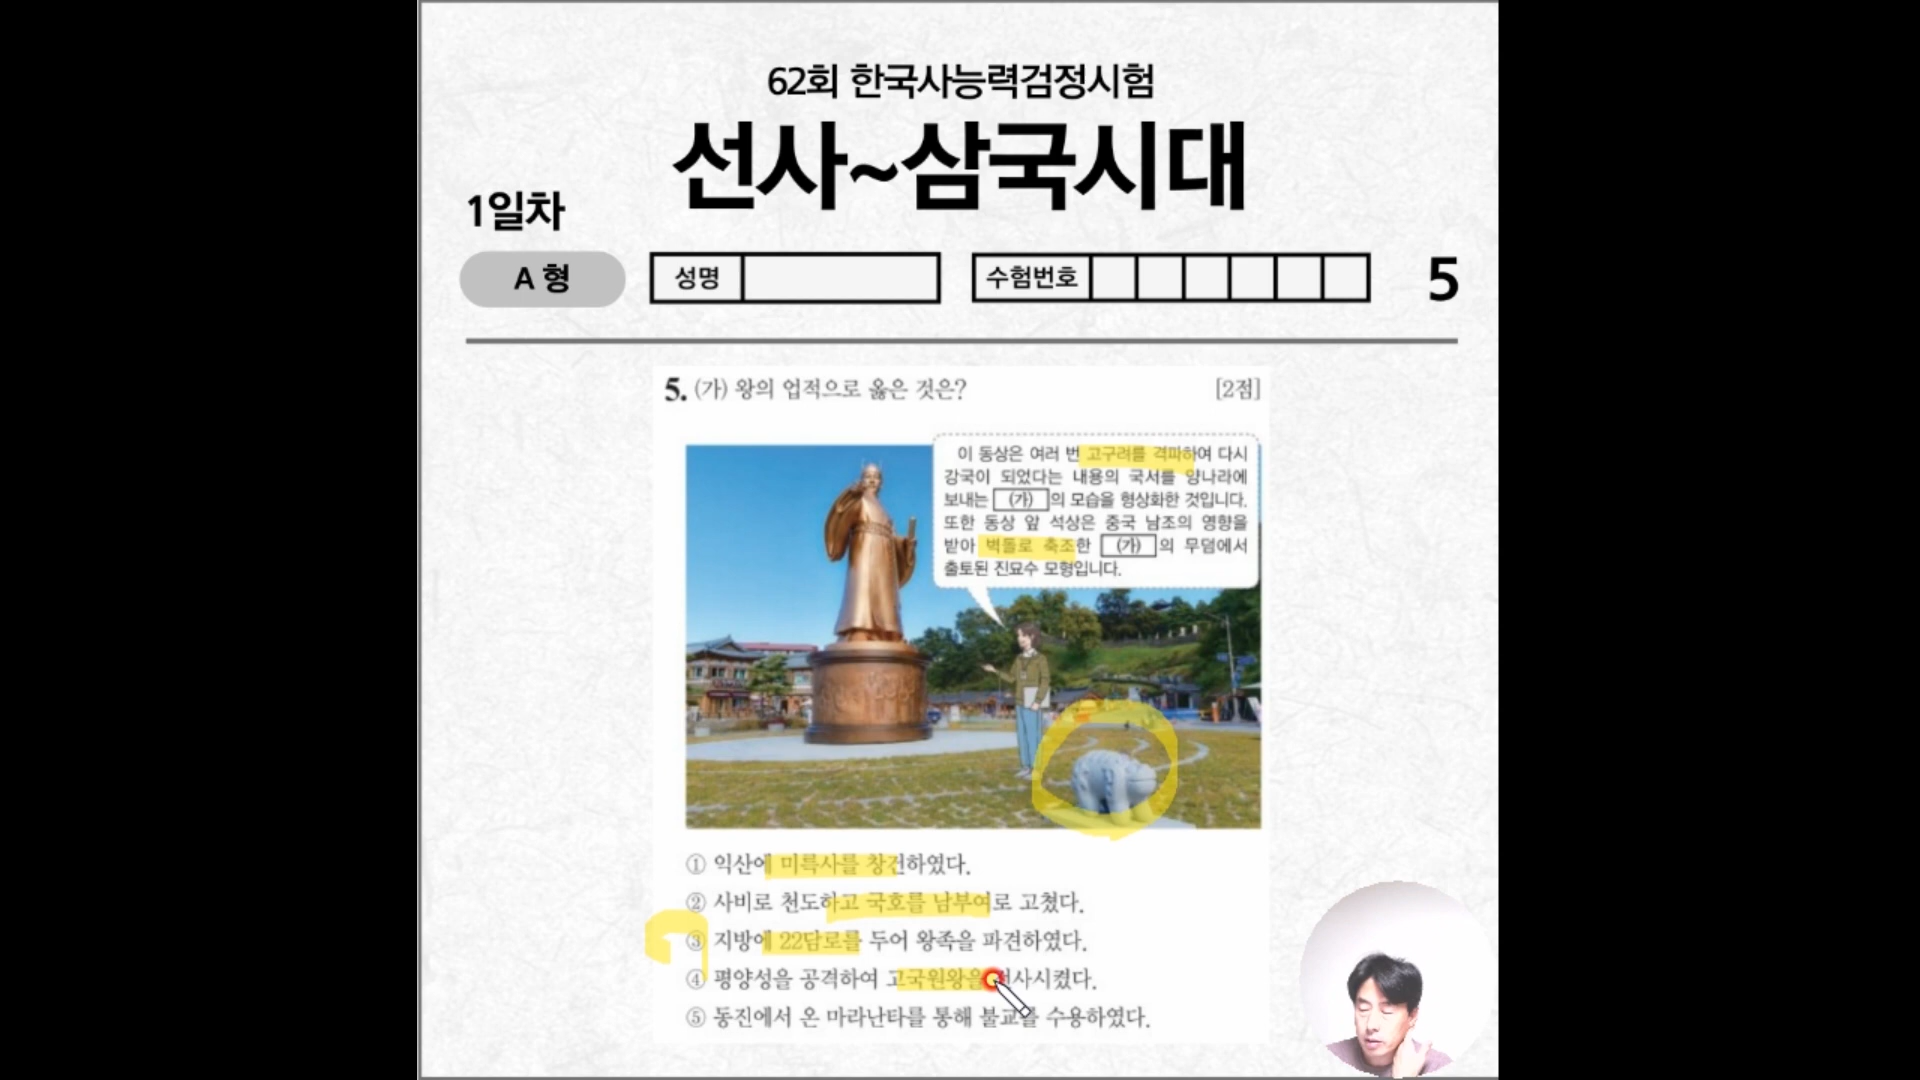 62회 한국사능력검정시험
선사~삼국시대
1일차
A 형
성명
수험번호
5
5. (가) 왕의 업적으로 옳은 것은? [2점]
이 동상은 여러 번 고구려를 격파하여 다시
강국이 되었다는 내용의 국서를 양나라에
보내는 (가) 의 모습을 형상화한 것입니다.
또한 동상 앞 석상은 중국 남조의 영향을
받아 벽돌로 축조한 (가) 의 무덤에서
출토된 진묘수 모형입니다.
① 익산에 미륵사를 창건하였다.
② 사비로 천도하고 국호를 남부여로 고쳤다.
③ 지방에 22담로를 두어 왕족을 파견하였다.
④ 평양성을 공격하여 고국원왕을 전사시켰다.
⑤ 동진에서 온 마라난타를 통해 불교를 수용하였다.